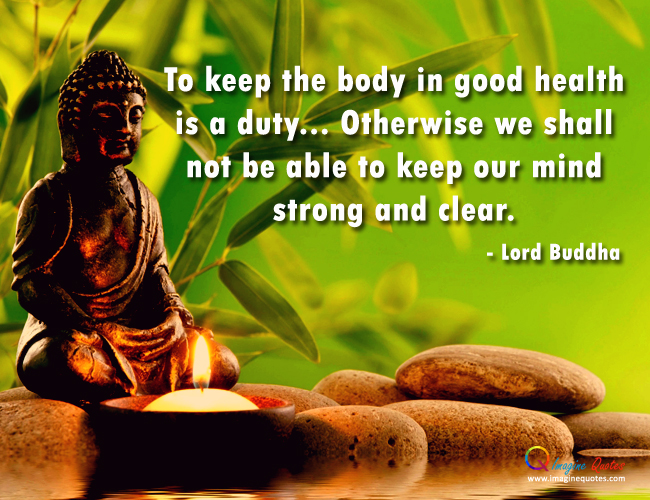 To keep the body in good health
is a duty... Otherwise we shall
not be able to keep our mind
strong and clear.
- Lord Buddha
Imagine Quotes
www.imaginequotes.com